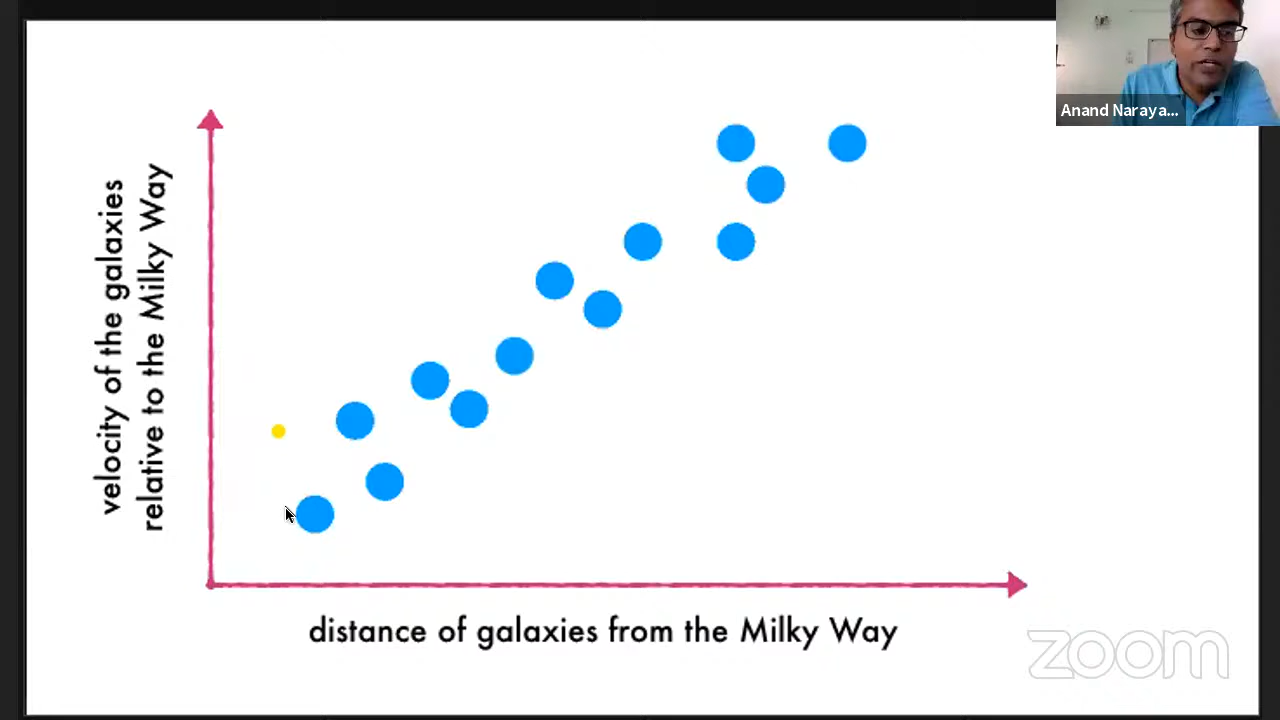 Anand Naraya...
velocity of the galaxies
relative to the Milky Way
distance of galaxies from the Milky Way
zoom